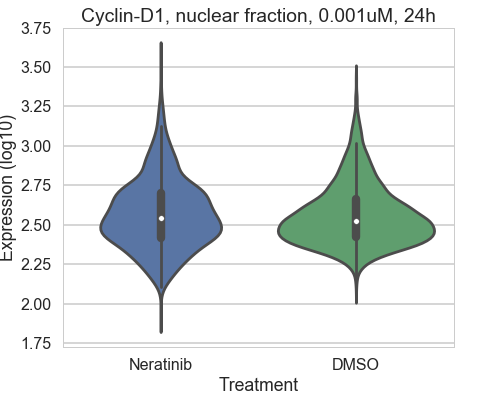 Cyclin-D1, nuclear fraction, 0.001uM, 24h
Expression (log10)
3.75
3.50
3.25
3.00
2.75
2.50
2.25
2.00
1.75
Neratinib
DMSO
Treatment